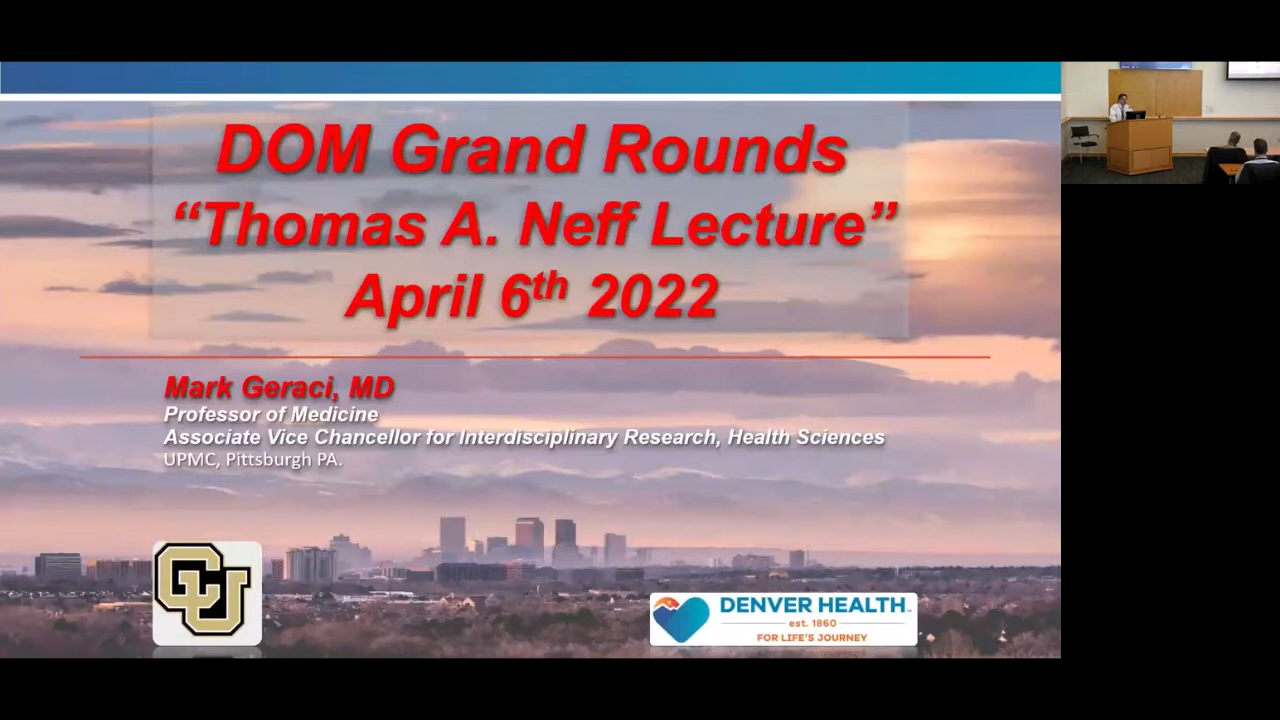 DOM Grand Rounds
“Thomas A. Neff Lecture”
April 6th 2022
Mark Geraci, MD
Professor of Medicine
Associate Vice Chancellor for Interdisciplinary Research, Health Sciences
UPMC, Pittsburgh PA.
CU
DENVER HEALTH
est. 1860
FOR LIFE'S JOURNEY